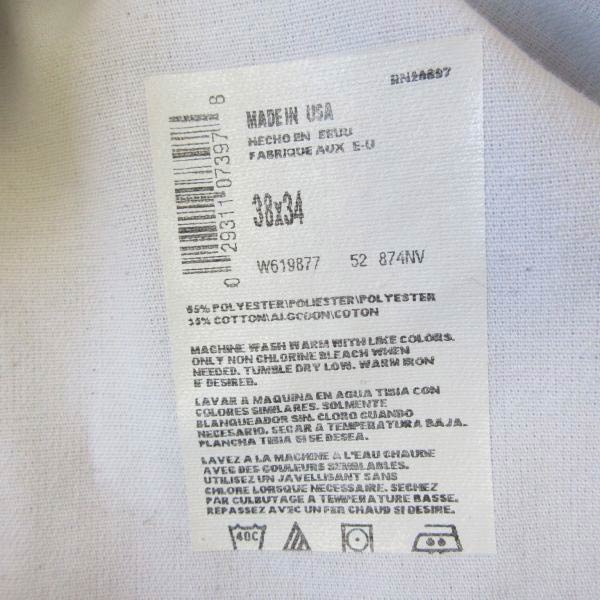 MADE IN USA
HECHO EN EEUU
FABRIQUE AUX E-U
0 29311 07397 8
38x34
W619877 52 874NV
65% POLYESTER\POLIESTER\POLYESTER
35% COTTON\ALGODON\COTON
MACHINE WASH WARM WITH LIKE COLORS.
ONLY NON CHLORINE BLEACH WHEN
NEEDED. TUMBLE DRY LOW. WARM IRON
IF DESIRED.
LAVAR A MAQUINA EN AGUA TIBIA CON
COLORES SIMILARES. SOLMENTE
BLANQUEADOR SIN CLORO CUANDO
NECESARIO. SECAR A TEMPERATURA BAJA.
PLANCHA TIBIA SI SE DESEA.
LAVEZ A LA MACHINE A L'EAU CHAUDE
AVEC DES COULEURS SEMBLABLES.
UTILISEZ UN JAVELLISANT SANS
CHLORE LORSQUE NECESSAIRE. SECHEZ
PAR CULBUTAGE A TEMPERATURE BASSE.
REPASSEZ AVEC UN FER CHAUD SI DESIRE.
40C